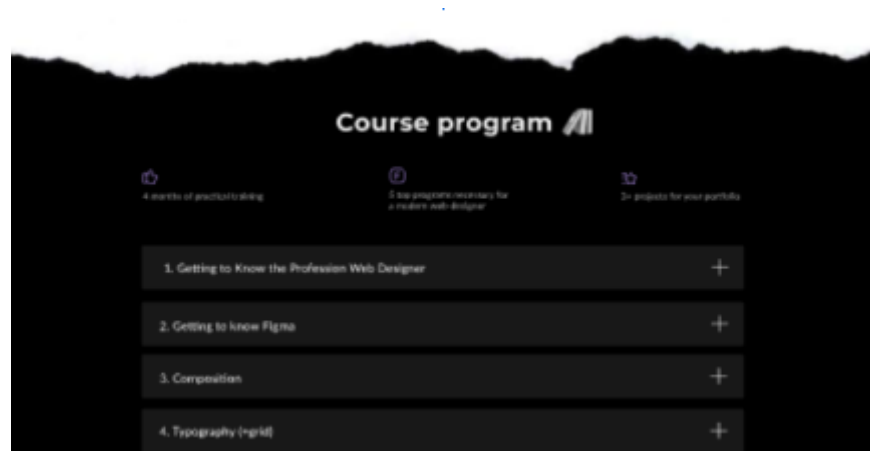 Course program
4 months of practical training
5 top programs necessary for
a modern web designer
3+ projects for your portfolio
1. Getting to Know the Profession Web Designer
2. Getting to know Figma
3. Composition
4. Typography (+grid)